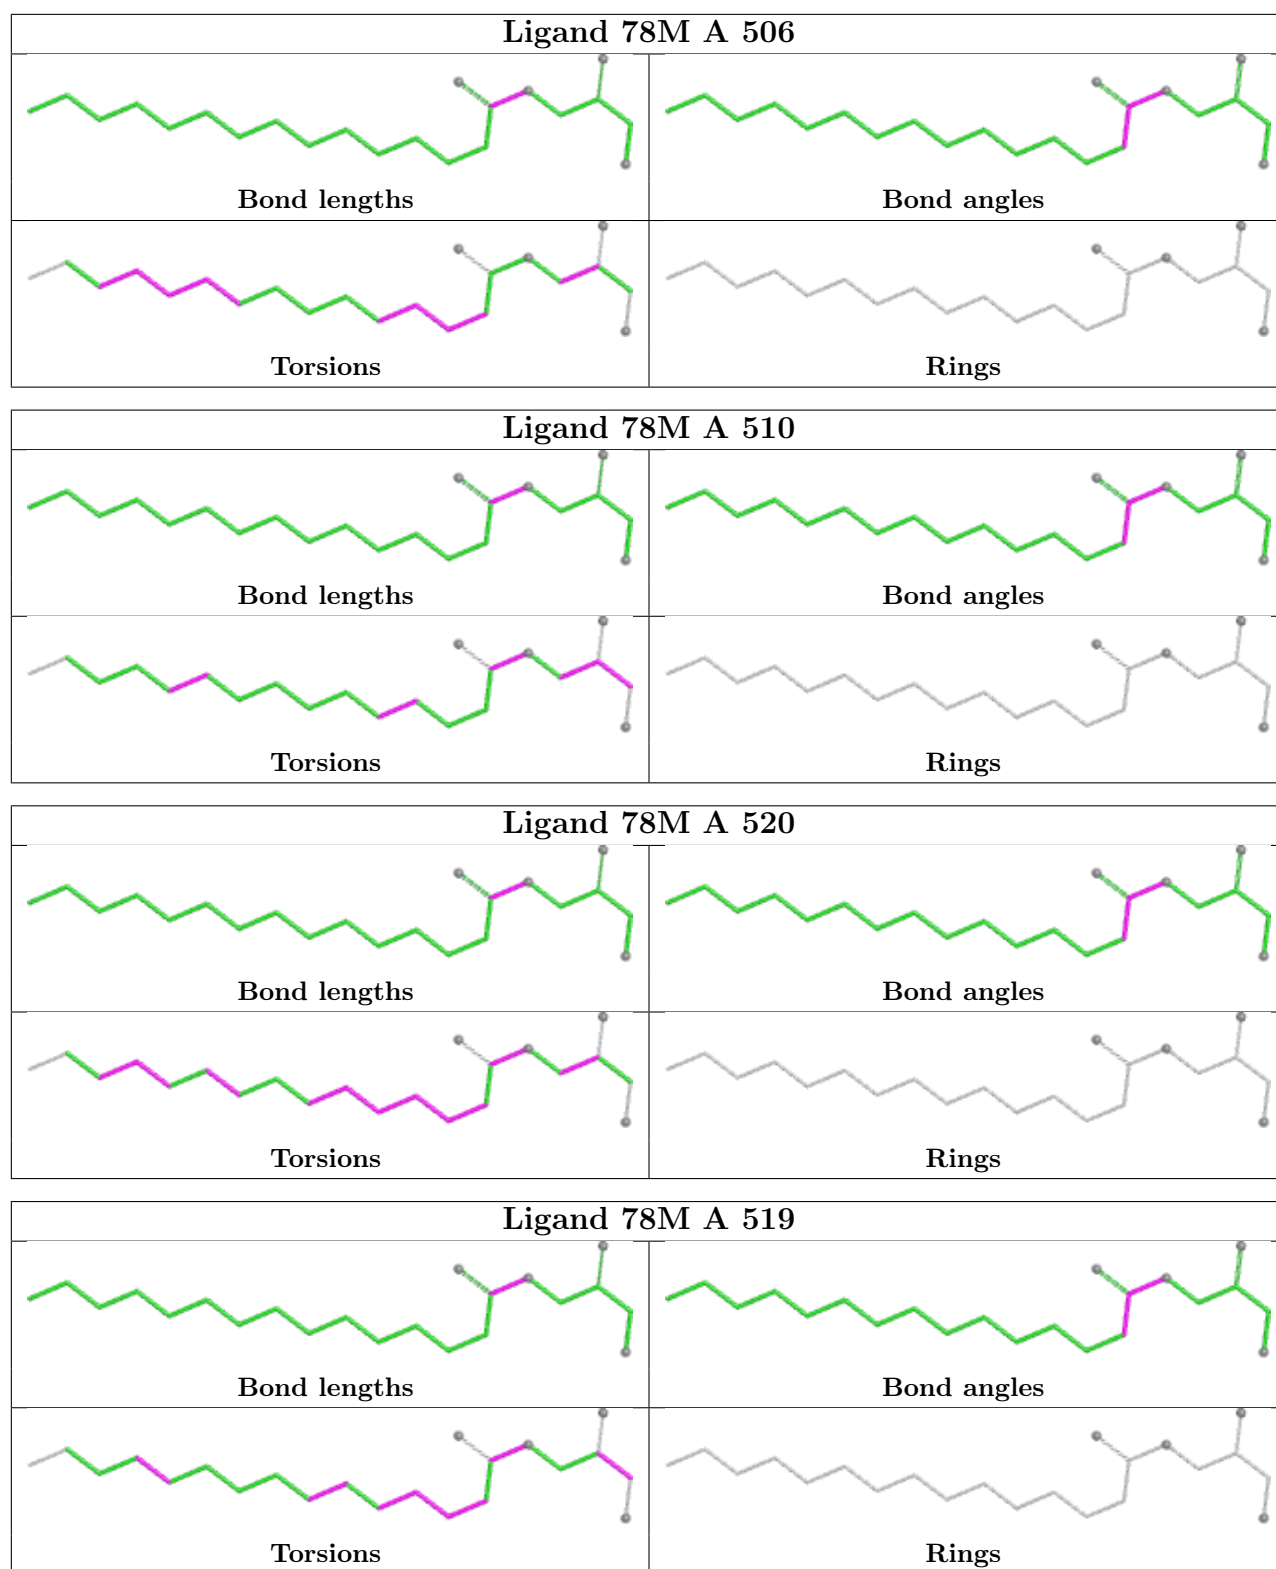 Ligand 78M A 506
Bond lengths
Bond angles
Torsions
Rings
Ligand 78M A 510
Bond lengths
Bond angles
Torsions
Rings
Ligand 78M A 520
Bond lengths
Bond angles
Torsions
Rings
Ligand 78M A 519
Bond lengths
Bond angles
Torsions
Rings